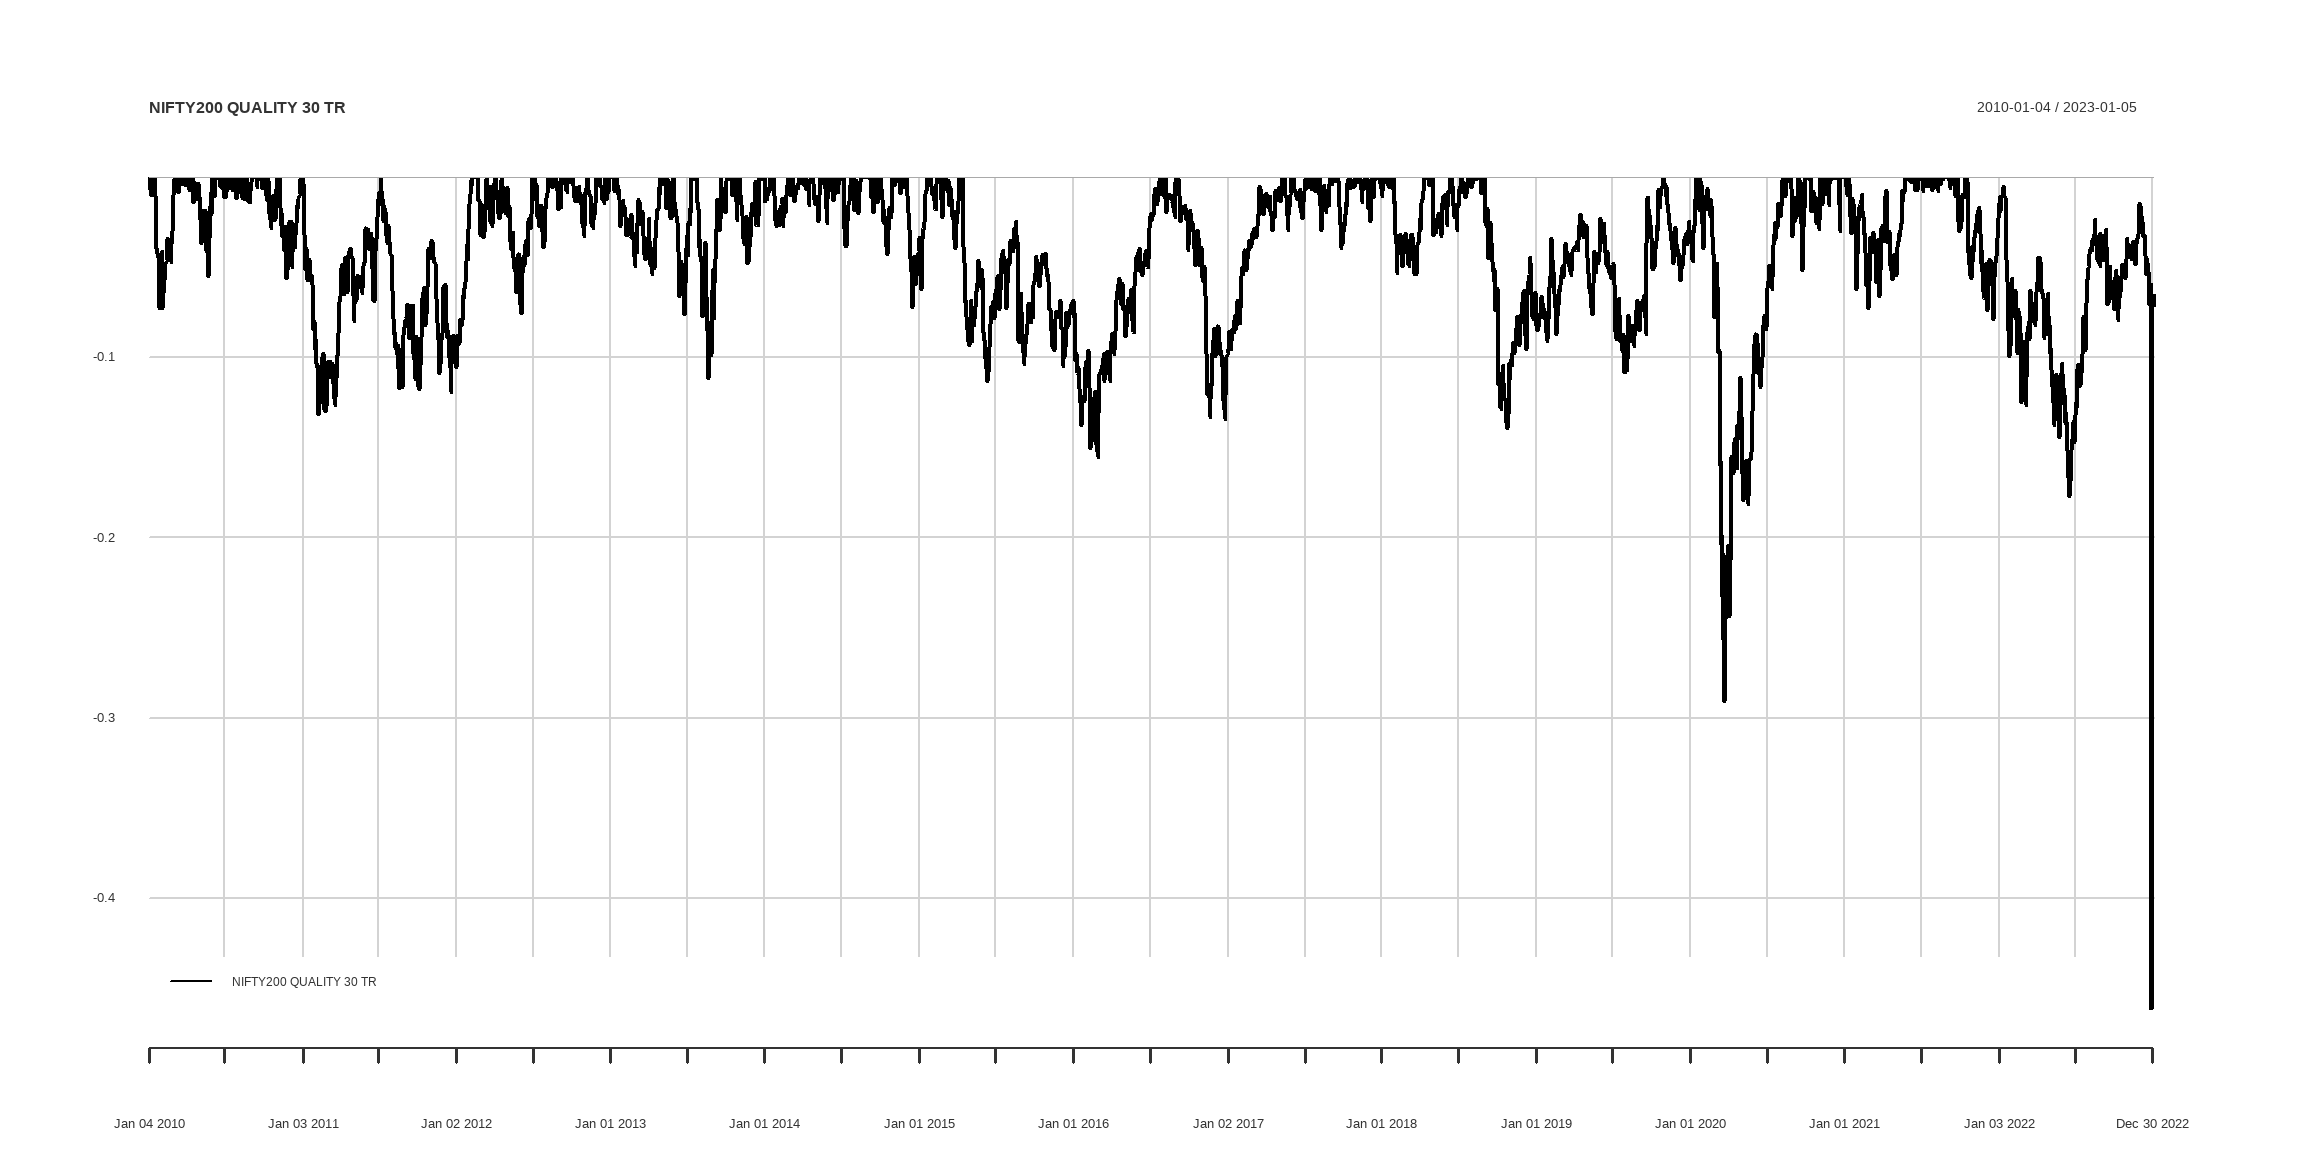 NIFTY200 QUALITY 30 TR
2010-01-04 / 2023-01-05
-0.1
-0.2
-0.3
-0.4
NIFTY200 QUALITY 30 TR
Jan 04 2010
Jan 03 2011
Jan 02 2012
Jan 01 2013
Jan 01 2014
Jan 01 2015
Jan 01 2016
Jan 02 2017
Jan 01 2018
Jan 01 2019
Jan 01 2020
Jan 01 2021
Jan 03 2022
Dec 30 2022